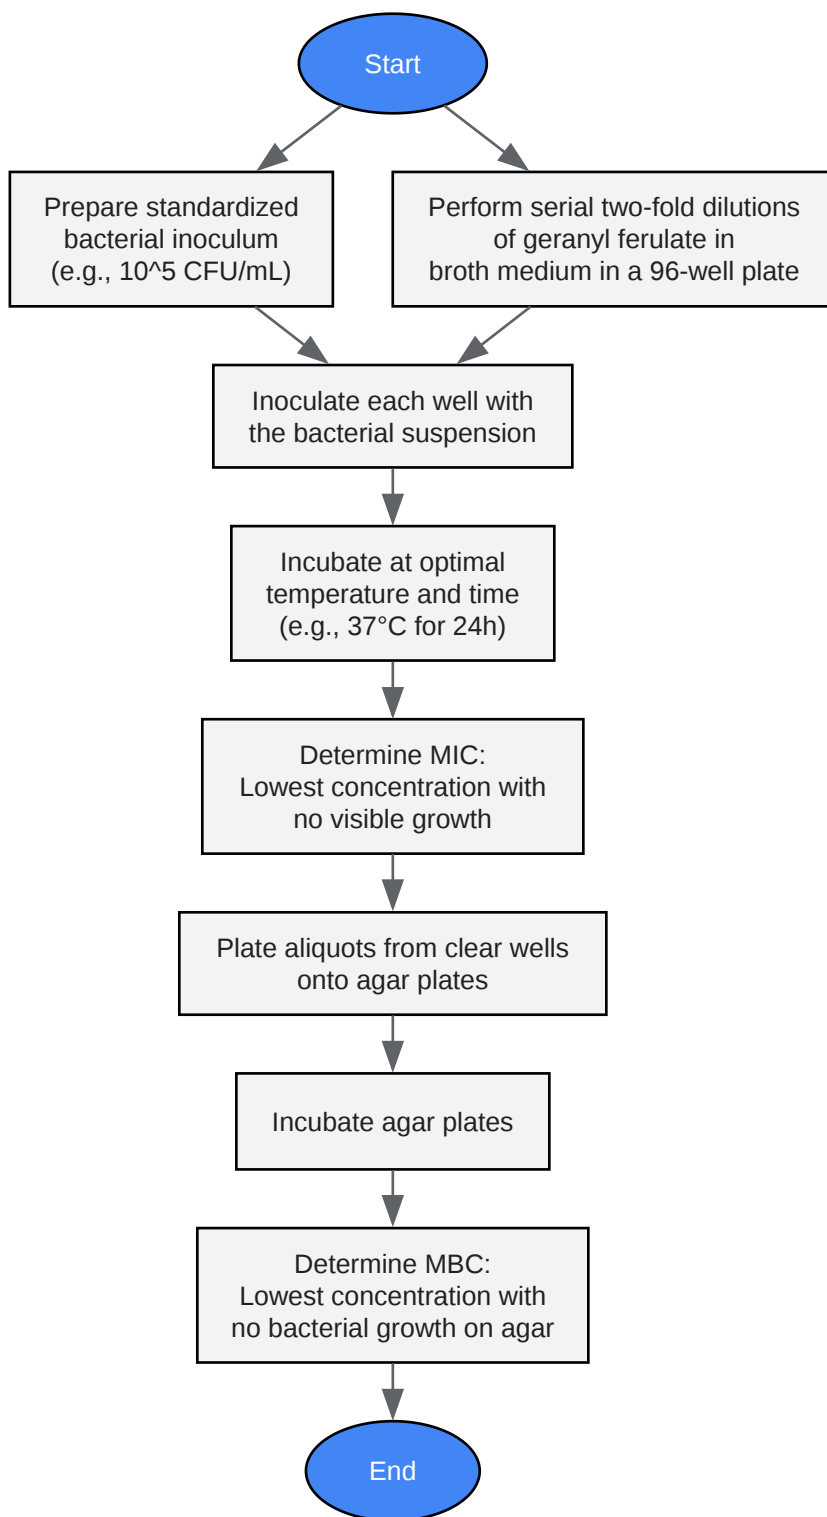 Start
Prepare standardized
bacterial inoculum
(e.g., 10^5 CFU/mL)
Perform serial two-fold dilutions
of geranyl ferulate in
broth medium in a 96-well plate
Inoculate each well with
the bacterial suspension
Incubate at optimal
temperature and time
(e.g., 37°C for 24h)
Determine MIC:
Lowest concentration with
no visible growth
Plate aliquots from clear wells
onto agar plates
Incubate agar plates
Determine MBC:
Lowest concentration with
no bacterial growth on agar
End